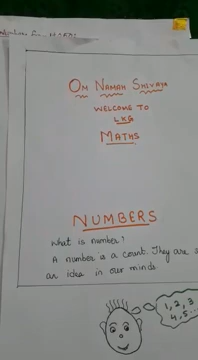 OM NAMAH SHIVAYA
WELCOME TO
LKG
MATHS
NUMBERS
What is number?
A number is a count. They are
an idea in our minds.
1, 2, 3
4, 5...